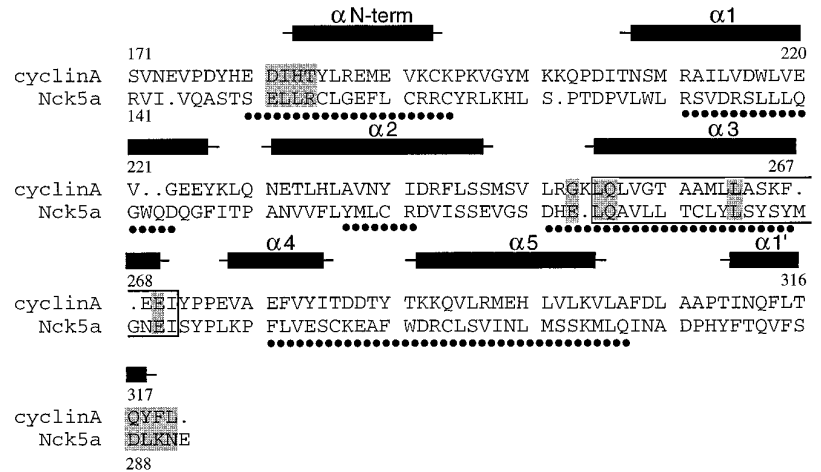 αN-term α1
171 220
cyclinA SVNEVPDYHE DIHTYLREME VKCKPKVGYM KKQPDITNSM RAILVDWLVE
Nck5a RVI.VQASTS ELLRCLGEFL CRRCYRLKHL S.PTDPVLWL RSVDRSLLLQ
141
α2 α3
221 267
cyclinA V..GEEYKLQ NETLHLAVNY IDRFLSSMSV LRGKLQLVGT AAMLLASKF.
Nck5a GWQDQGFITP ANVVFLYMLC RDVISSEVGS DHE.LQAVLL TCLYLSYSYM
α4 α5 α1'
268 316
cyclinA .EEIYPPEVA EFVYITDDTY TKKQVLRMEH LVLKVLAFDL AAPTINQFLT
Nck5a GNEISYPLKP FLVESCKEAF WDRCLSVINL MSSKMLQINA DPHYFTQVFS
317
cyclinA QYFL.
Nck5a DLKNE
288